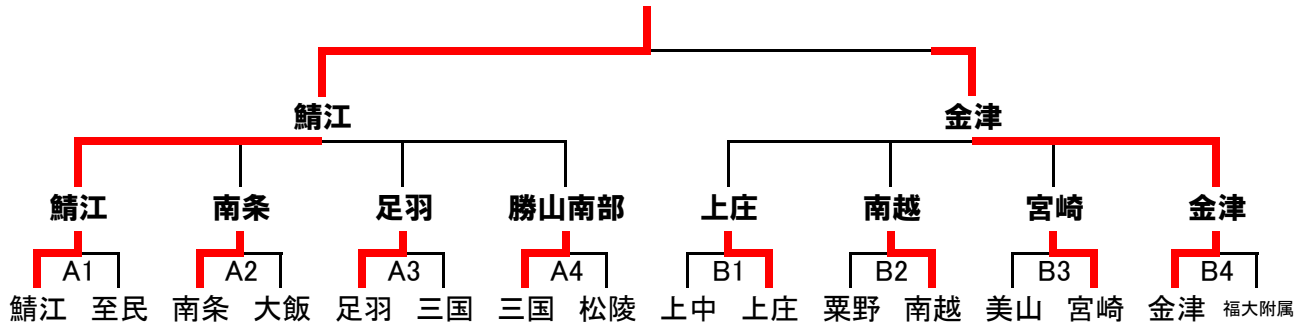 鯖江 金津
鯖江 南条 足羽 勝山南部 上庄 南越 宮崎 金津
A1 A2 A3 A4 B1 B2 B3 B4
鯖江 至民 南条 大飯 足羽 三国 三国 松陵 上中 上庄 粟野 南越 美山 宮崎 金津 福大附属